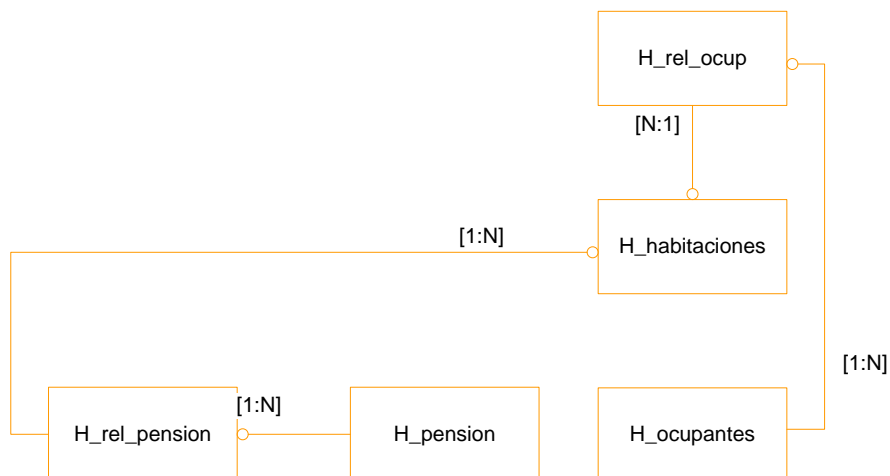 H_rel_ocup
[N:1]
[1:N]
H_habitaciones
[1:N]
[1:N]
H_rel_pension
H_pension
H_ocupantes